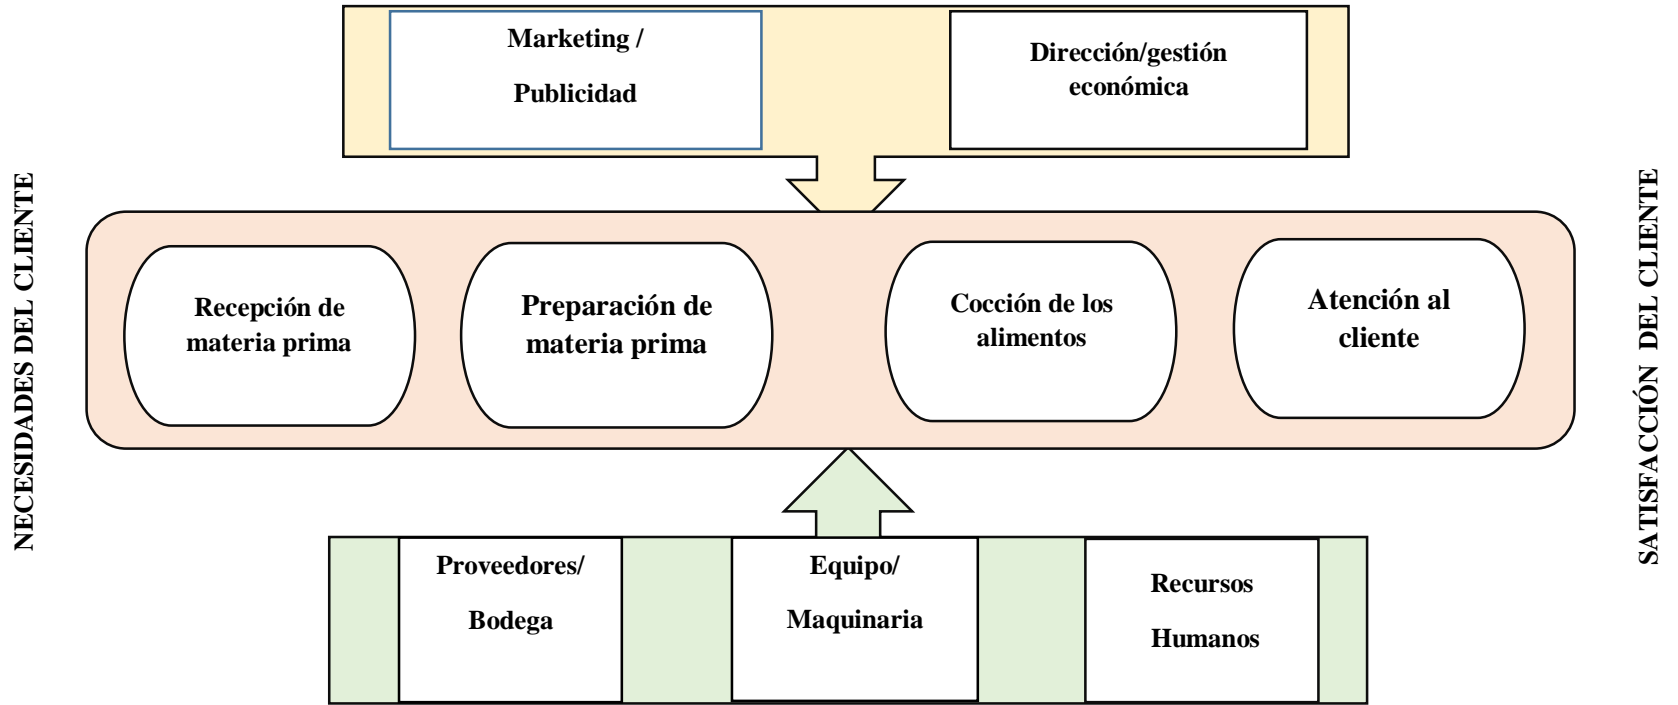 Marketing /
Publicidad
Dirección/gestión
económica
NECESIDADES DEL CLIENTE
Recepción de
materia prima
Preparación de
materia prima
Cocción de los
alimentos
Atención al
cliente
SATISFACCIÓN DEL CLIENTE
Proveedores/
Bodega
Equipo/
Maquinaria
Recursos
Humanos